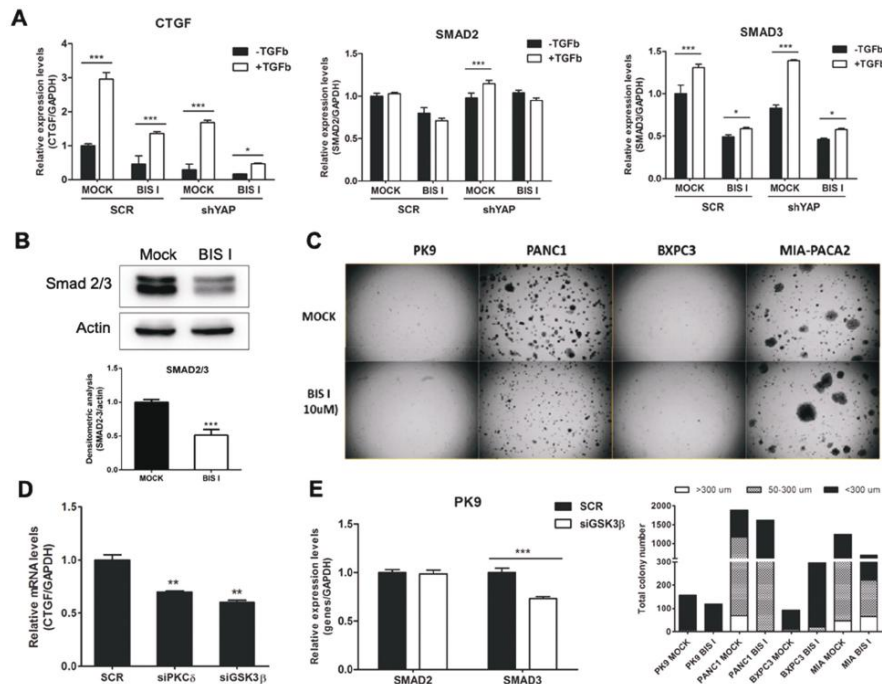 A
CTGF
Relative expression levels
(CTGF/GAPDH)
4
3
2
1
0
-TGFb
+TGFb
***
***
***
*
MOCK
BIS I
MOCK
BIS I
SCR
shYAP
SMAD2
Relative expression levels
(SMAD2/GAPDH)
1.5
1.0
0.5
0.0
-TGFb
+TGFb
***
MOCK
BIS I
MOCK
BIS I
SCR
shYAP
SMAD3
Relative expression levels
(SMAD3/GAPDH)
1.5
1.0
0.5
0.0
-TGFb
+TGFb
***
*
***
*
MOCK
BIS I
MOCK
BIS I
SCR
shYAP
B
Mock
BIS I
Smad 2/3
Actin
SMAD2/3
Densitometric analysis
(SMAD2-3/actin)
1.5
1.0
0.5
0.0
***
MOCK
BIS I
C
PK9
PANC1
BXPC3
MIA-PACA2
MOCK
BIS I
10uM)
D
Relative mRNA levels
(CTGF/GAPDH)
1.5
1.0
0.5
0.0
**
**
SCR
siPKCδ
siGSK3β
E
PK9
Relative expression levels
(genes/GAPDH)
1.5
1.0
0.5
0.0
SCR
siGSK3β
***
SMAD2
SMAD3
>300 um
50-300 um
<300 um
Total colony number
2000
1500
1000
500
300
200
100
0
PK9 MOCK
PK9 BIS I
PANC1 MOCK
PANC1 BIS I
BXPC3 MOCK
BXPC3 BIS I
MIA MOCK
MIA BIS I